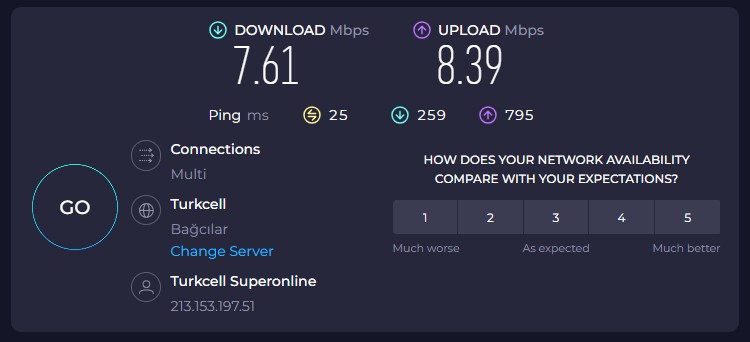 DOWNLOAD Mbps
7.61
UPLOAD Mbps
8.39
Ping ms 25 259 795
GO
Connections
Multi
Turkcell
Bağcılar
Change Server
Turkcell Superonline
213.153.197.51
HOW DOES YOUR NETWORK AVAILABILITY
COMPARE WITH YOUR EXPECTATIONS?
1 2 3 4 5
Much worse As expected Much better